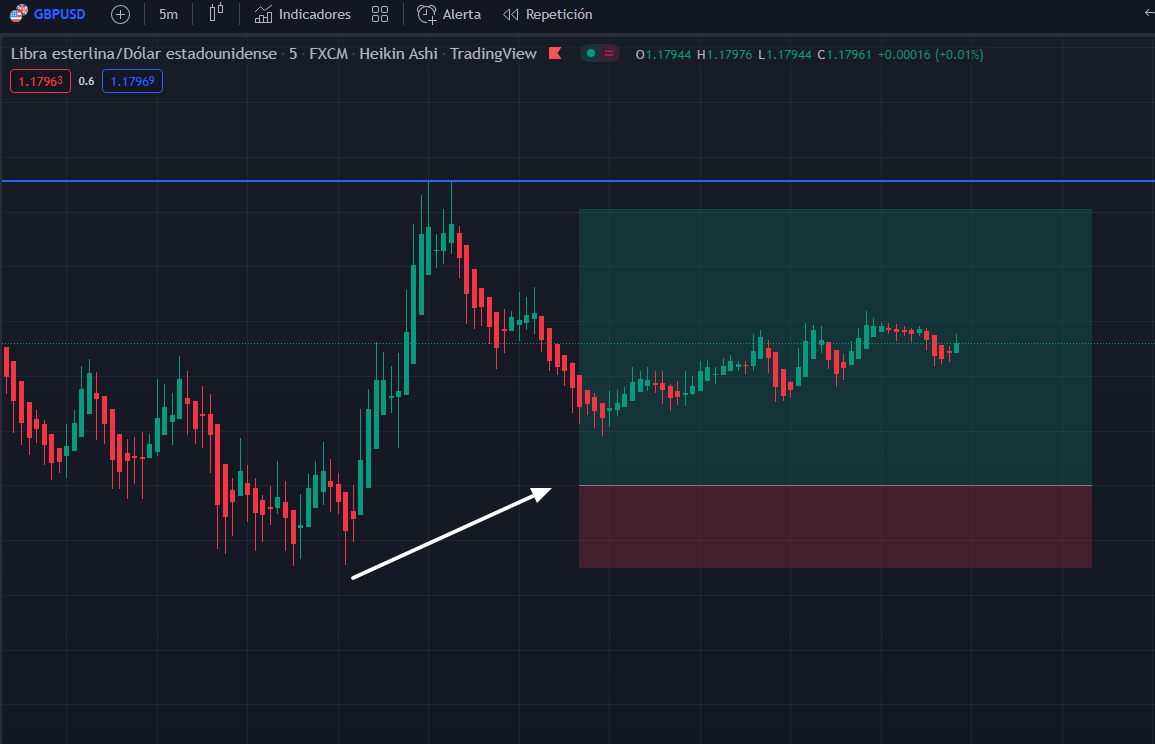 GBPUSD 5m Indicadores Alerta Repetición
Libra esterlina/Dólar estadounidense · 5 · FXCM · Heikin Ashi · TradingView O1.17944 H1.17976 L1.17944 C1.17961 +0.00016 (+0.01%)
1.17963 0.6 1.17969